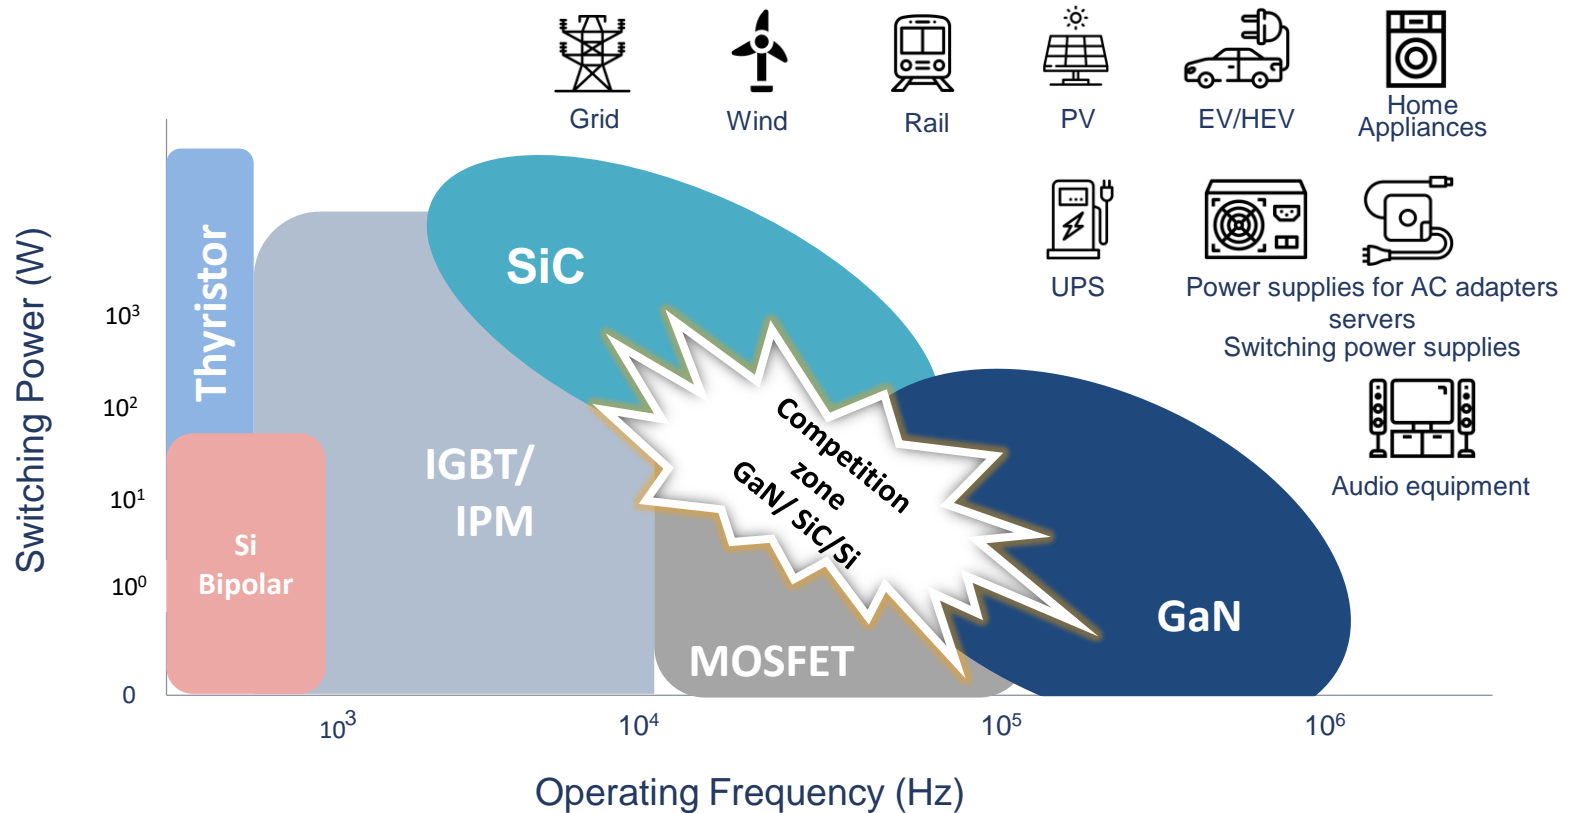 Grid
Wind
Rail
PV
EV/HEV
Home
Appliances
UPS
Power supplies for AC adapters
servers
Switching power supplies
Audio equipment
Switching Power (W)
10³
10²
10¹
10⁰
0
Thyristor
Si
Bipolar
IGBT/
IPM
SiC
Competition
zone
GaN/ SiC/Si
MOSFET
GaN
10³
10⁴
10⁵
10⁶
Operating Frequency (Hz)